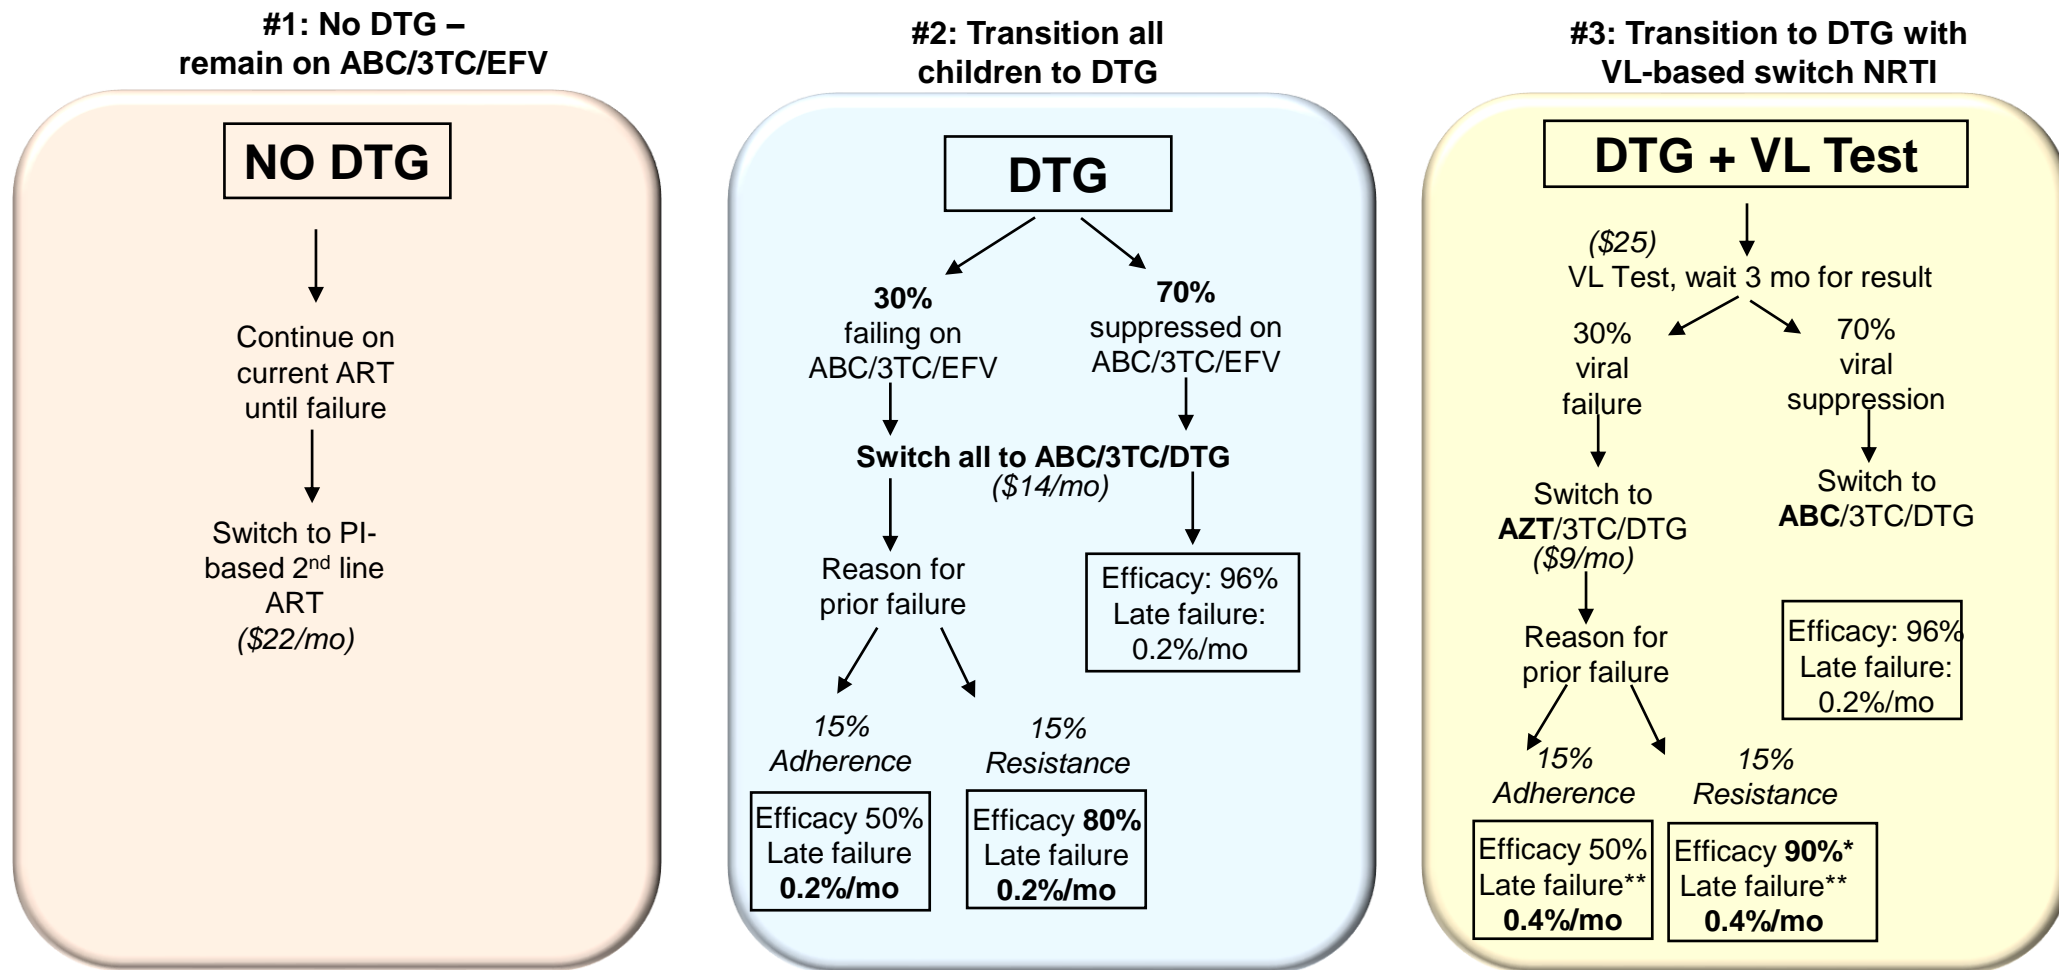 #1: No DTG –
remain on ABC/3TC/EFV
NO DTG
Continue on
current ART
until failure
Switch to PI-
based 2nd line
ART
($22/mo)
#2: Transition all
children to DTG
DTG
30%
failing on
ABC/3TC/EFV
70%
suppressed on
ABC/3TC/EFV
Switch all to ABC/3TC/DTG
($14/mo)
Reason for
prior failure
Efficacy: 96%
Late failure:
0.2%/mo
15%
Adherence
15%
Resistance
Efficacy 50%
Late failure
0.2%/mo
Efficacy 80%
Late failure
0.2%/mo
#3: Transition to DTG with
VL-based switch NRTI
DTG + VL Test
($25)
VL Test, wait 3 mo for result
30%
viral
failure
70%
viral
suppression
Switch to
AZT/3TC/DTG
($9/mo)
Switch to
ABC/3TC/DTG
Reason for
prior failure
Efficacy: 96%
Late failure:
0.2%/mo
15%
Adherence
15%
Resistance
Efficacy 50%
Late failure**
0.4%/mo
Efficacy 90%*
Late failure**
0.4%/mo